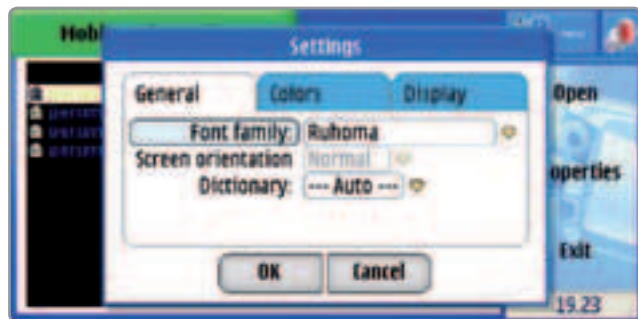 Mobi
Settings
General Colors Display
Font family: Ruhoma
Screen orientation Normal
Dictionary: --- Auto ---
OK Cancel
Open
operties
Exit
19.23